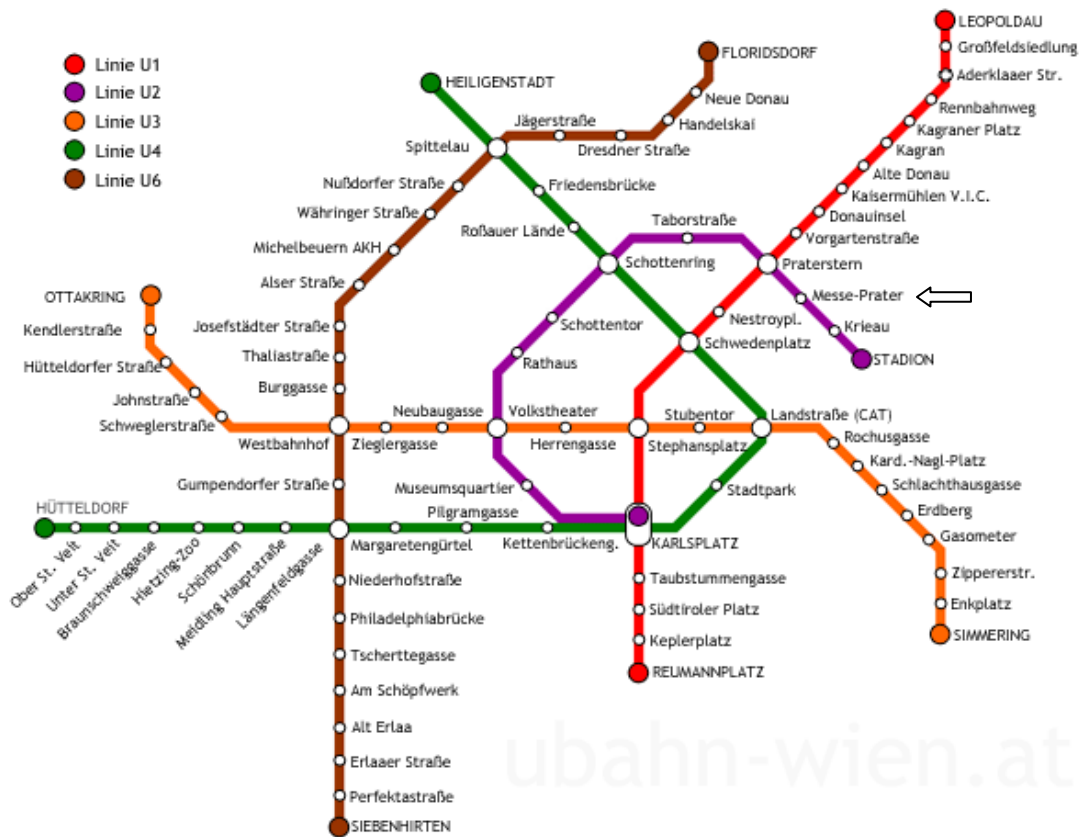 Linie U1
Linie U2
Linie U3
Linie U4
Linie U6
LEOPOLDAU
Großfeldsiedlung
Aderklaaer Str.
Rennbahnweg
Kagraner Platz
Kagran
Alte Donau
Kaisermühlen V.I.C.
Donauinsel
Vorgartenstraße
Praterstern
Messe-Prater
Krieau
STADION
FLORIDSDORF
Neue Donau
Handelskai
Dresdner Straße
Jägerstraße
HEILIGENSTADT
Spittelau
Friedensbrücke
Roßauer Lände
Nußdorfer Straße
Währinger Straße
Michelbeuern AKH
Alser Straße
Josefstädter Straße
Thaliastraße
Burggasse
Taborstraße
Schottenring
Schottentor
Rathaus
Nestroypl.
Schwedenplatz
OTTAKRING
Kendlerstraße
Hütteldorfer Straße
Johnstraße
Schweglerstraße
Westbahnhof
Zieglergasse
Neubaugasse
Volkstheater
Herrengasse
Stephansplatz
Stubentor
Landstraße (CAT)
Rochusgasse
Kard.-Nagl-Platz
Schlachthausgasse
Erdberg
Gasometer
Zippererstr.
Enkplatz
SIMMERING
Gumpendorfer Straße
Museumsquartier
Stadtpark
HÜTTELDORF
Ober St. Veit
Unter St. Veit
Braunschweiggasse
Hietzing-Zoo
Schönbrunn
Meidling Hauptstraße
Längenfeldgasse
Margaretengürtel
Pilgramgasse
Kettenbrückeng.
KARLSPLATZ
Taubstummengasse
Südtiroler Platz
Keplerplatz
REUMANNPLATZ
Niederhofstraße
Philadelphiabrücke
Tscherttegasse
Am Schöpfwerk
Alt Erlaa
Erlaaer Straße
Perfektastraße
SIEBENHIRTEN
ubahn-wien.at